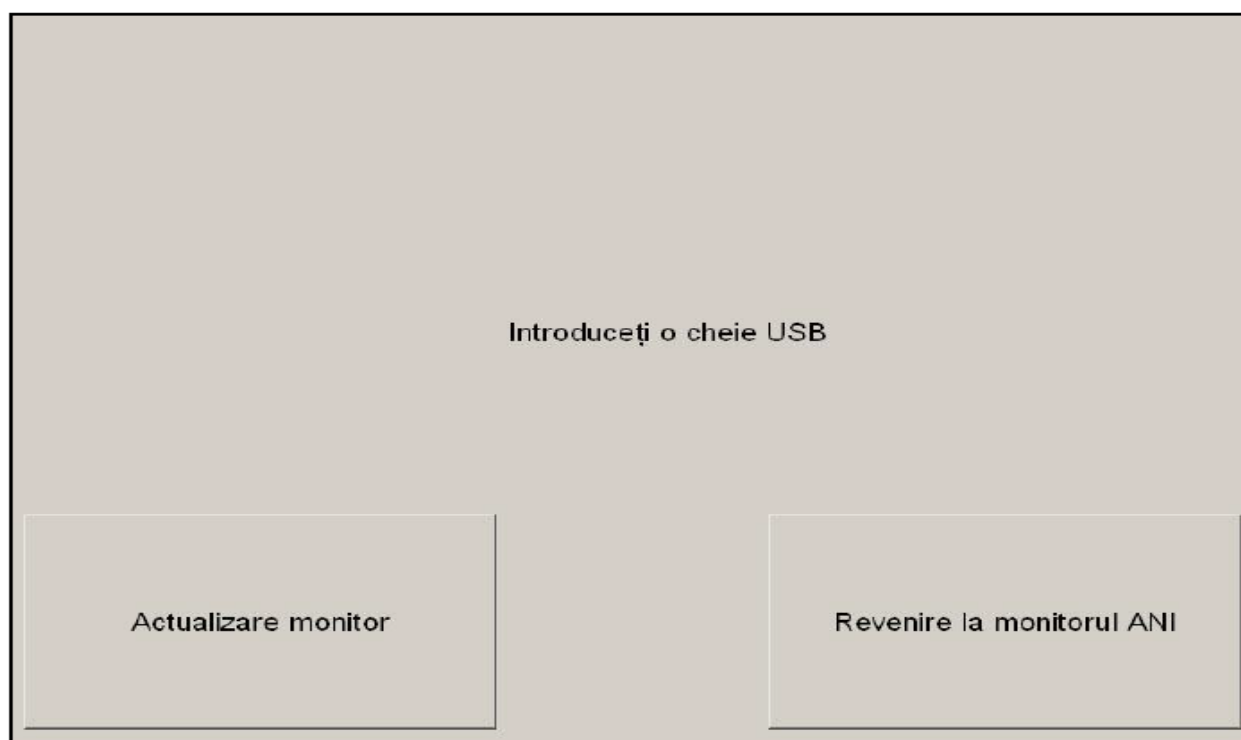 Introduceți o cheie USB
Actualizare monitor
Revenire la monitorul ANI